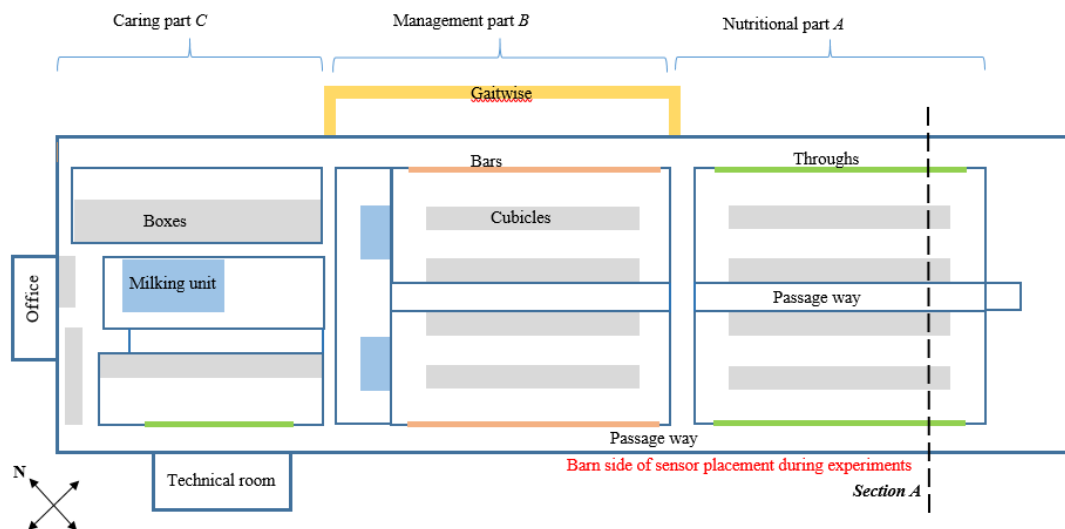 Caring part C
Management part B
Nutritional part A
Gaitwise
Bars
Throughs
Boxes
Cubicles
Office
Milking unit
Passage way
Passage way
Barn side of sensor placement during experiments
Technical room
Section A
N